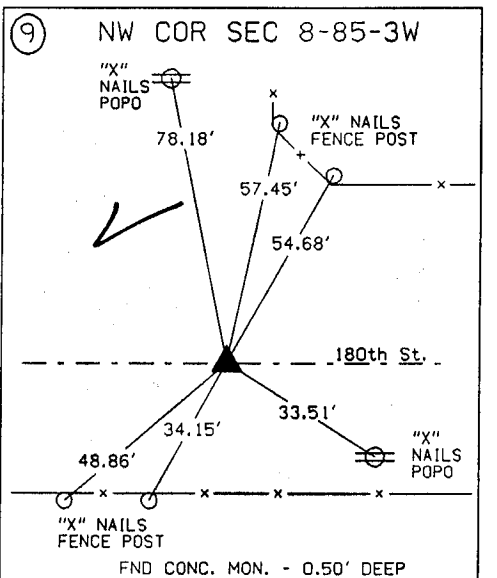 9 NW COR SEC 8-85-3W
"X"
NAILS
POPO
78.18'
"X" NAILS
FENCE POST
57.45'
54.68'
180th St.
33.51'
34.15'
48.86'
"X"
NAILS
POPO
"X" NAILS
FENCE POST
FND CONC. MON. - 0.50' DEEP